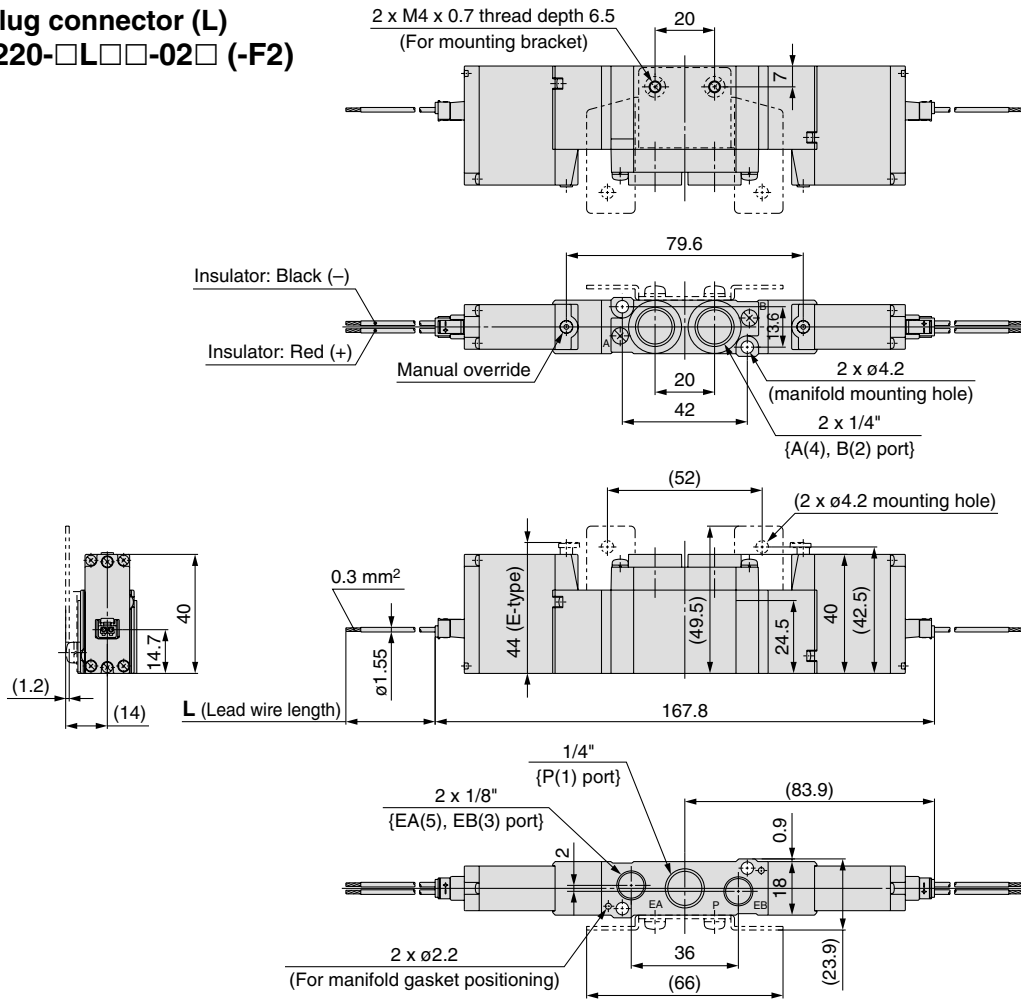 lug connector (L)
220-□L□□-02□ (-F2)
2 x M4 x 0.7 thread depth 6.5
(For mounting bracket)
20
7
79.6
Insulator: Black (–)
Insulator: Red (+)
Manual override
A
B
13.6
20
42
2 x ø4.2
(manifold mounting hole)
2 x 1/4"
{A(4), B(2) port}
(52)
(2 x ø4.2 mounting hole)
40
14.7
(1.2)
(14)
0.3 mm²
ø1.55
L (Lead wire length)
44 (E-type)
(49.5)
24.5
40
(42.5)
167.8
1/4"
{P(1) port}
2 x 1/8"
{EA(5), EB(3) port}
(83.9)
2
0.9
18
EA
P
EB
(23.9)
2 x ø2.2
(For manifold gasket positioning)
36
(66)